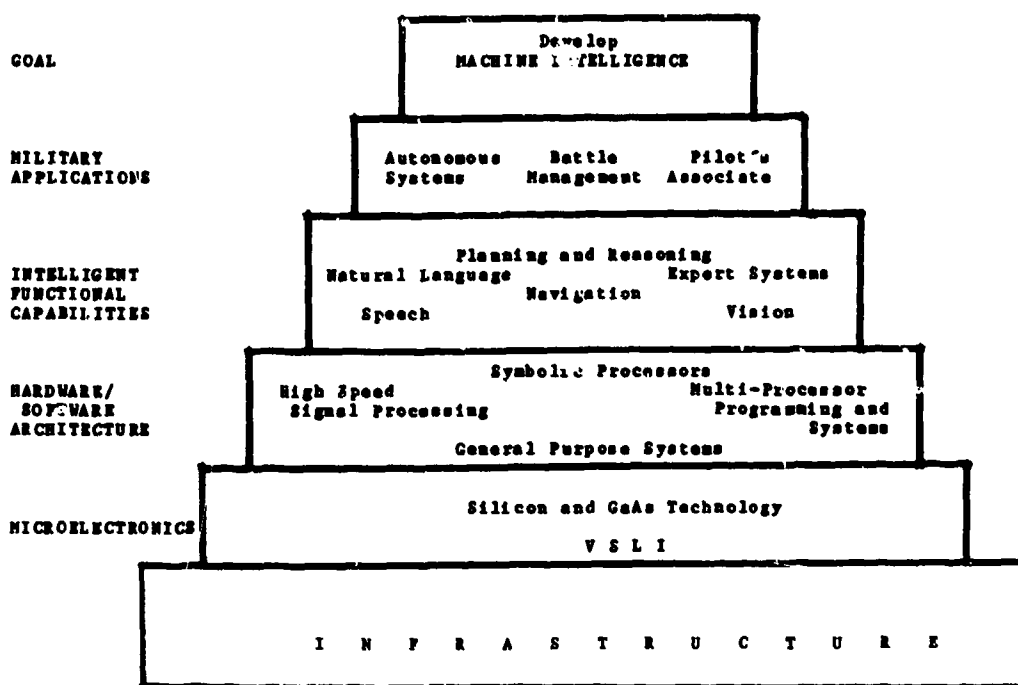 GOAL
Develop
MACHINE INTELLIGENCE
MILITARY
APPLICATIONS
Autonomous Battle Pilot's
Systems Management Associate
INTELLIGENT
FUNCTIONAL
CAPABILITIES
Planning and Reasoning
Natural Language Expert Systems
Navigation
Speech Vision
HARDWARE/
SOFTWARE
ARCHITECTURE
Symbolic Processors
High Speed Multi-Processor
Signal Processing Programming and
Systems
General Purpose Systems
MICROELECTRONICS
Silicon and GaAs Technology
V S L I
I N F R A S T R U C T U R E